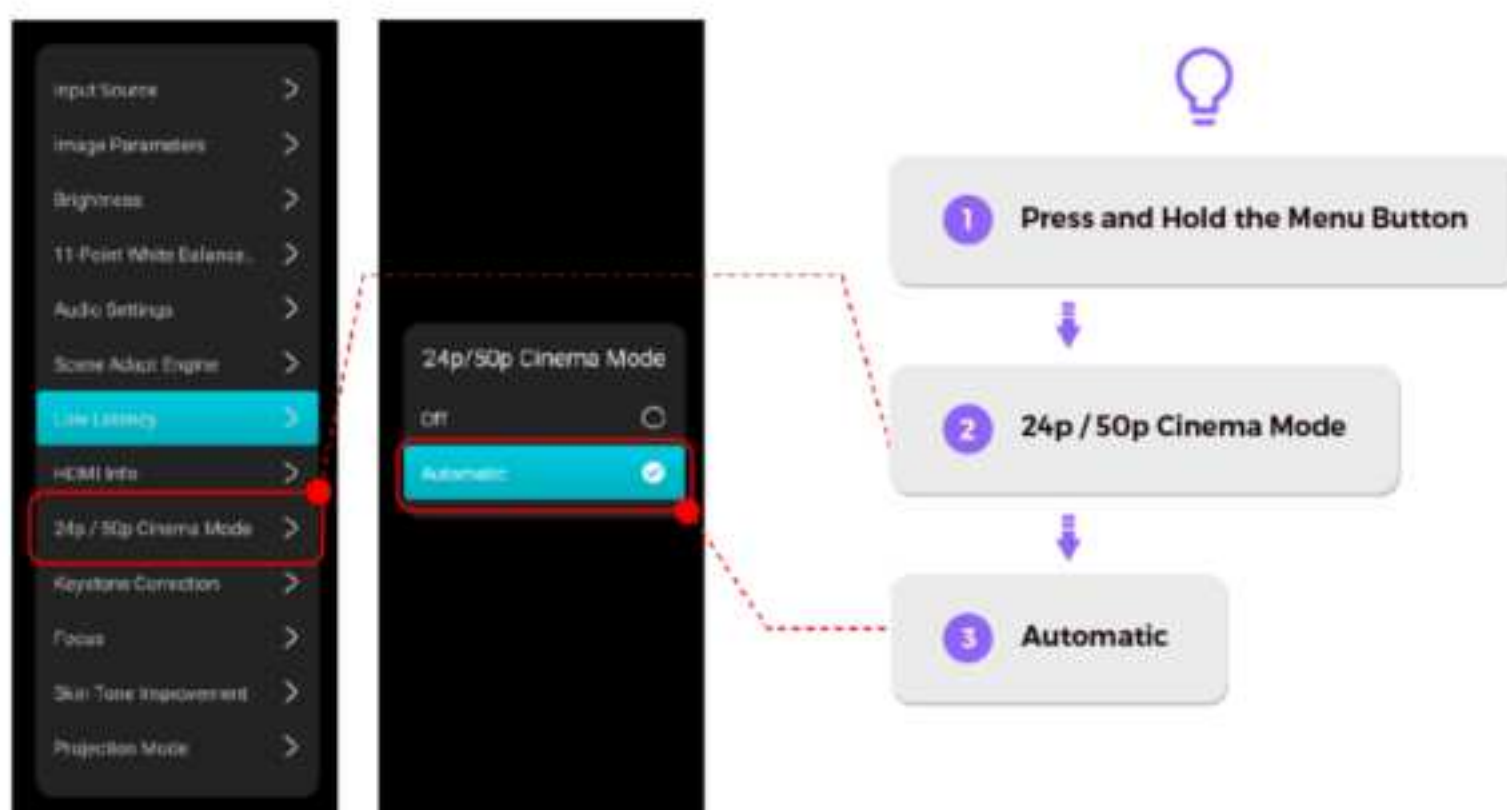 Input Source
Image Parameters
Brightness
11-Point White Balance..
Audio Settings
Scene Adapt Engine
Low Latency
HDMI Info
24p / 50p Cinema Mode
Keystone Correction
Focus
Skin Tone Improvement
Projection Mode
24p/50p Cinema Mode
Off
Automatic
1 Press and Hold the Menu Button
2 24p / 50p Cinema Mode
3 Automatic